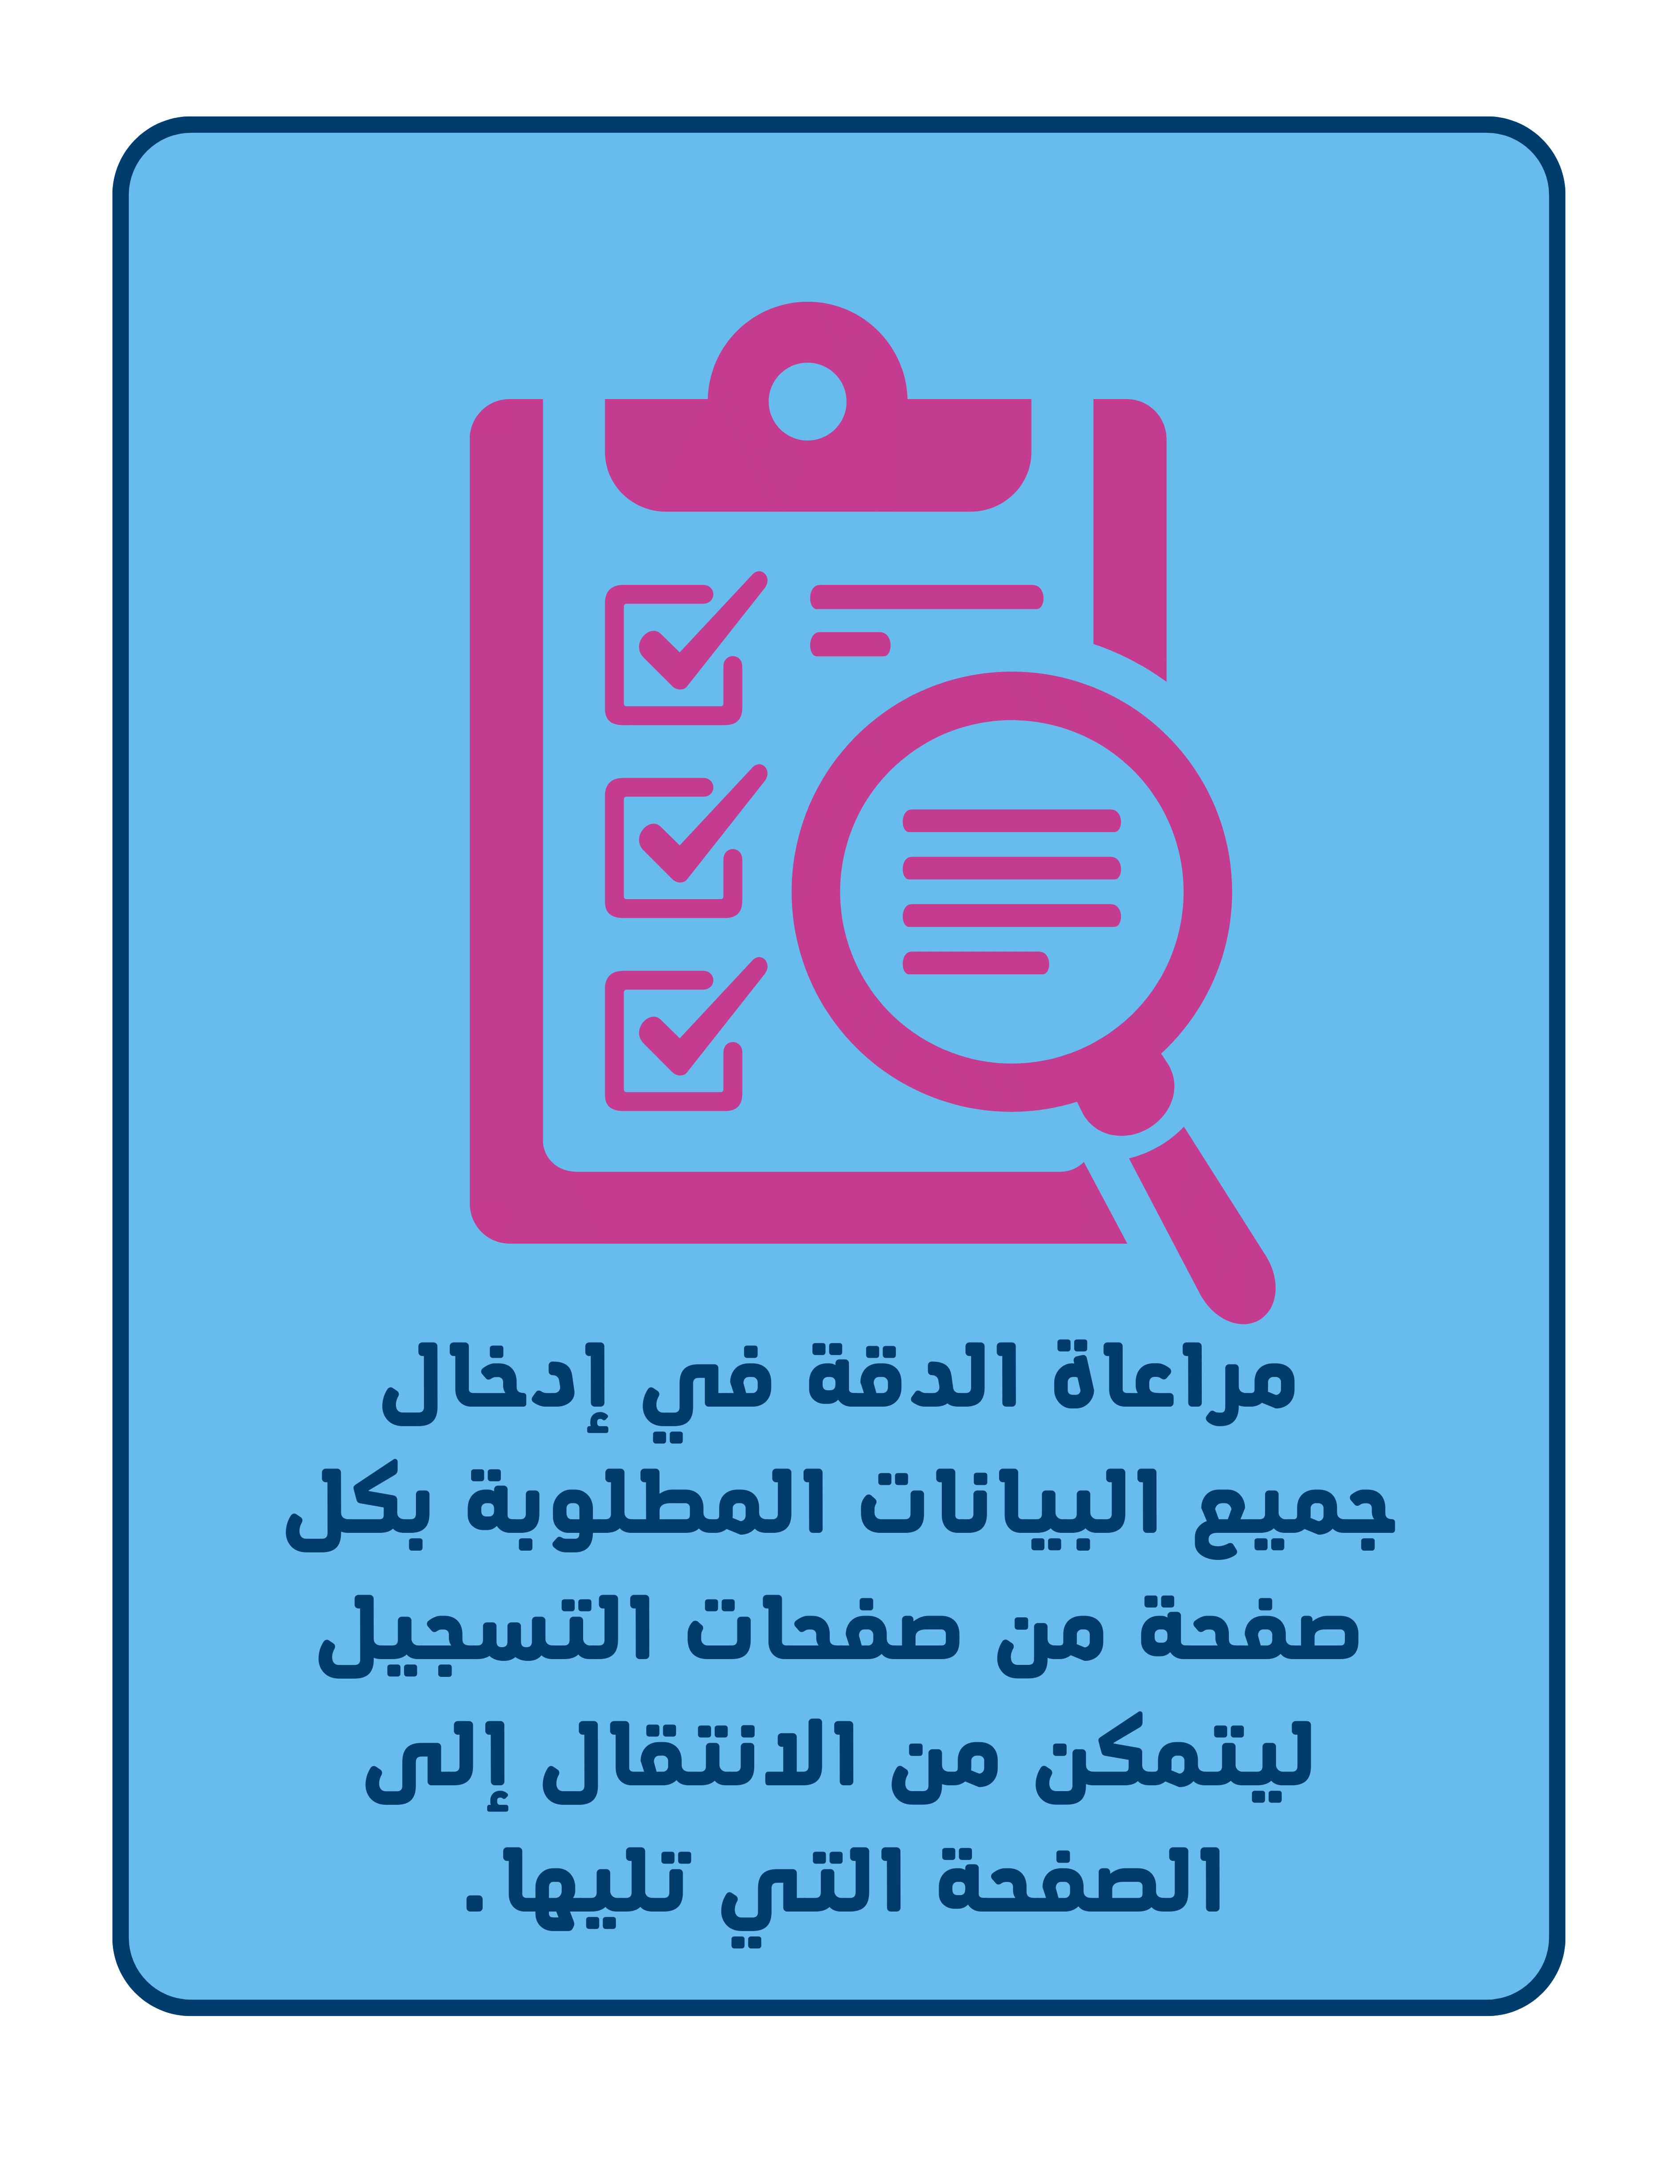 مراعاة الدقة في إدخال
جميع البيانات المطلوبة بكل
صفحة من صفحات التسجيل
ليتمكن من الانتقال إلى
الصفحة التي تليها.